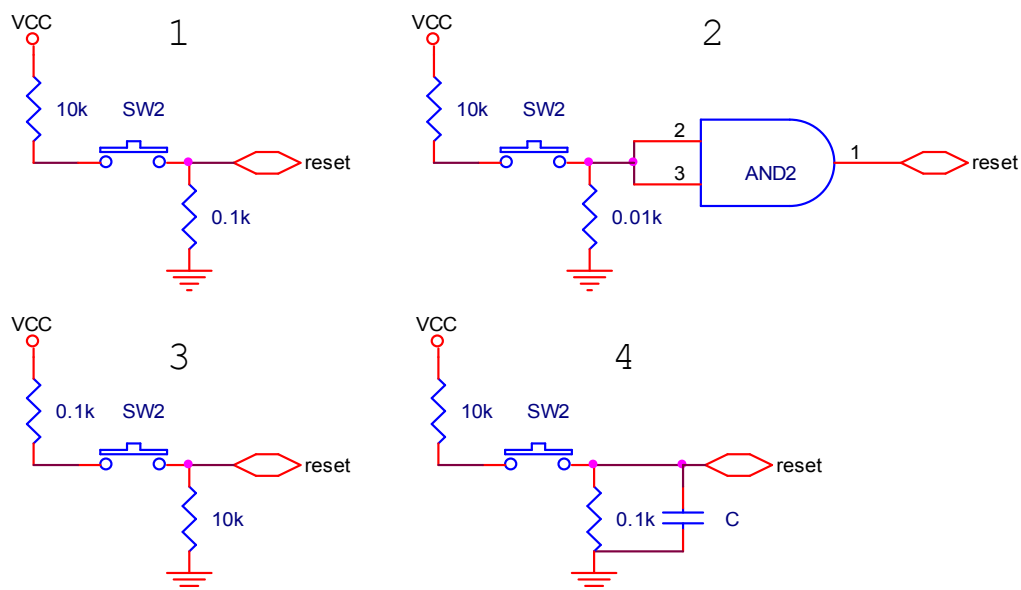 VCC
1
10k
SW2
reset
0.1k
VCC
2
10k
SW2
2
3
AND2
1
reset
0.01k
VCC
3
0.1k
SW2
reset
10k
VCC
4
10k
SW2
reset
0.1k
C